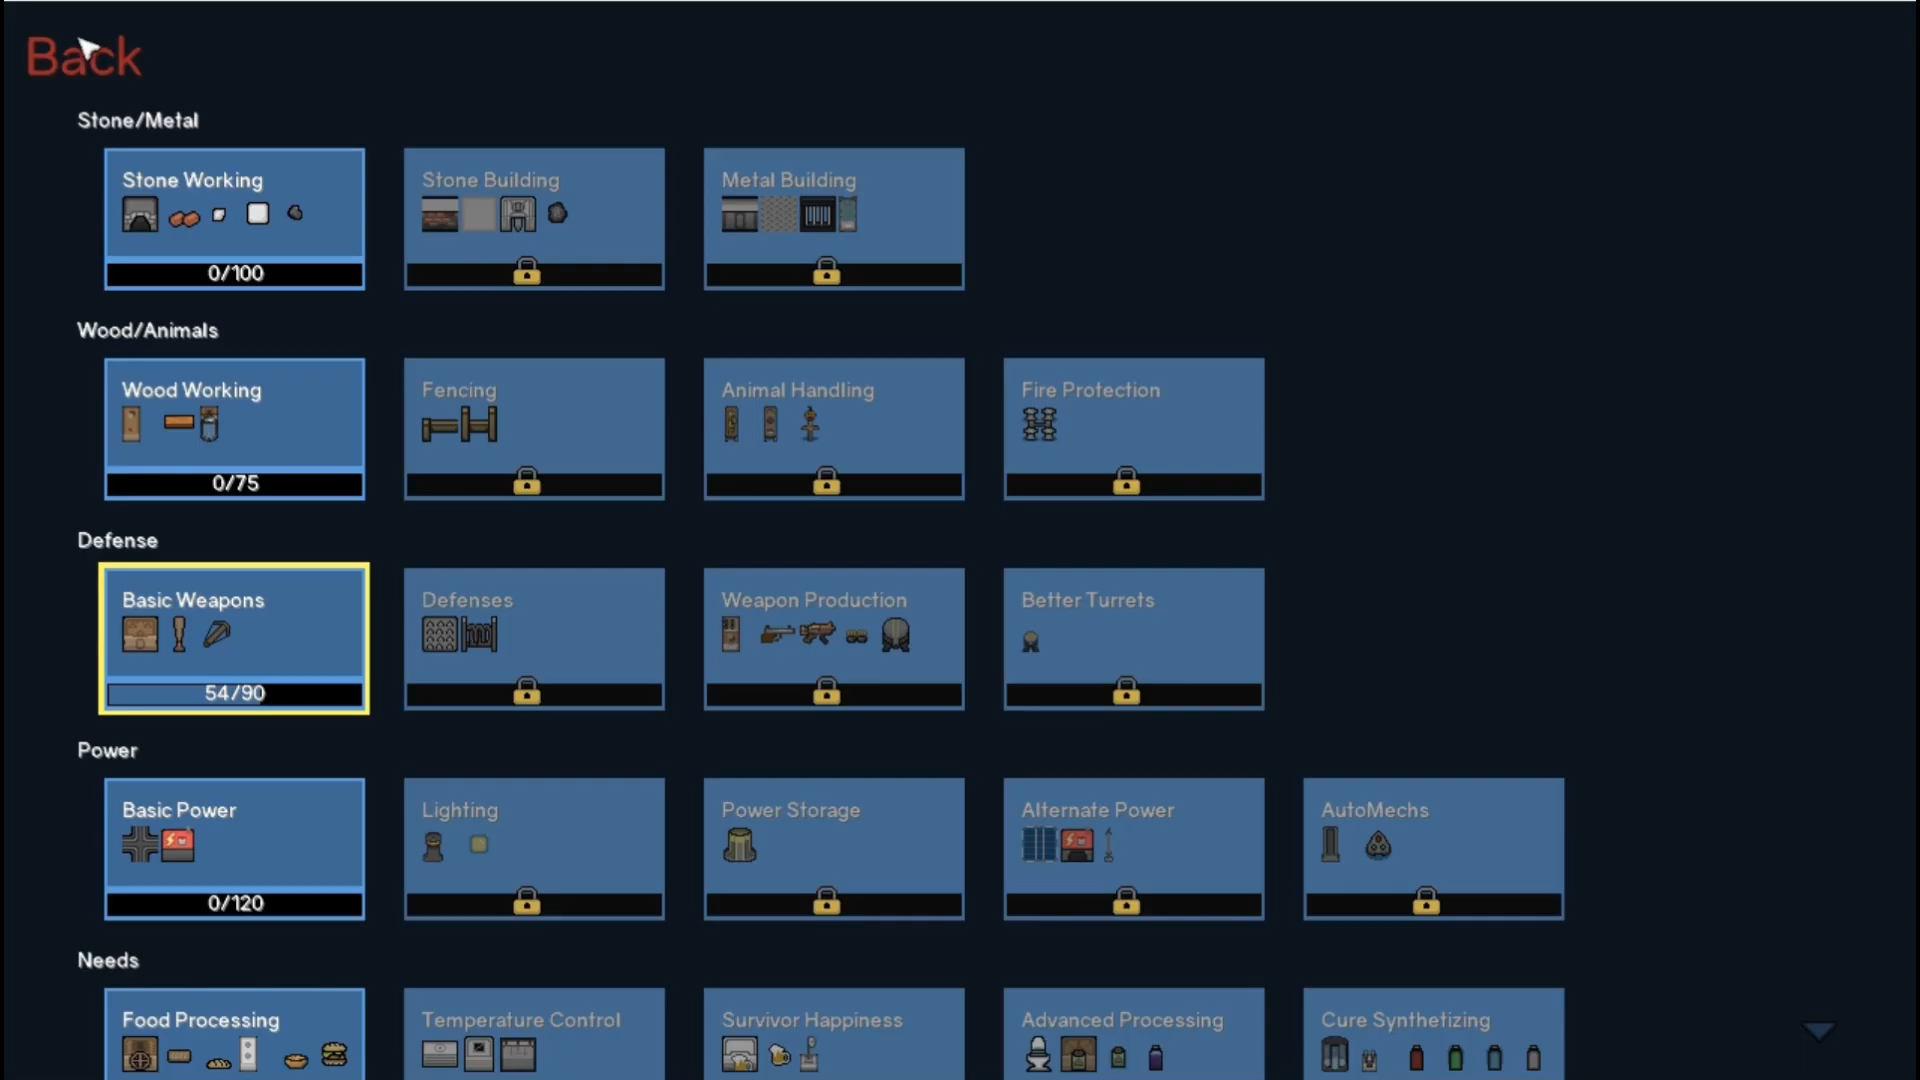 Back
Stone/Metal
Stone Working
Stone Building
Metal Building
0/100
Wood/Animals
Wood Working
Fencing
Animal Handling
Fire Protection
0/75
Defense
Basic Weapons
Defenses
Weapon Production
Better Turrets
54/90
Power
Basic Power
Lighting
Power Storage
Alternate Power
AutoMechs
0/120
Needs
Food Processing
Temperature Control
Survivor Happiness
Advanced Processing
Cure Synthetizing